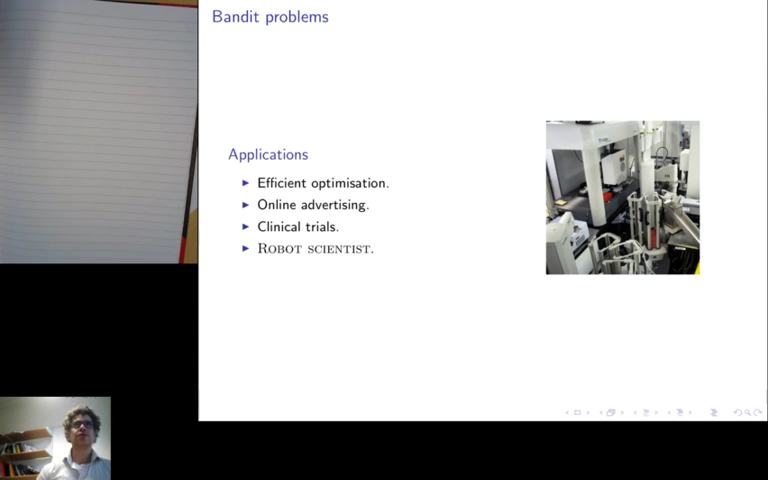 Bandit problems
Applications
Efficient optimisation.
Online advertising.
Clinical trials.
ROBOT SCIENTIST.